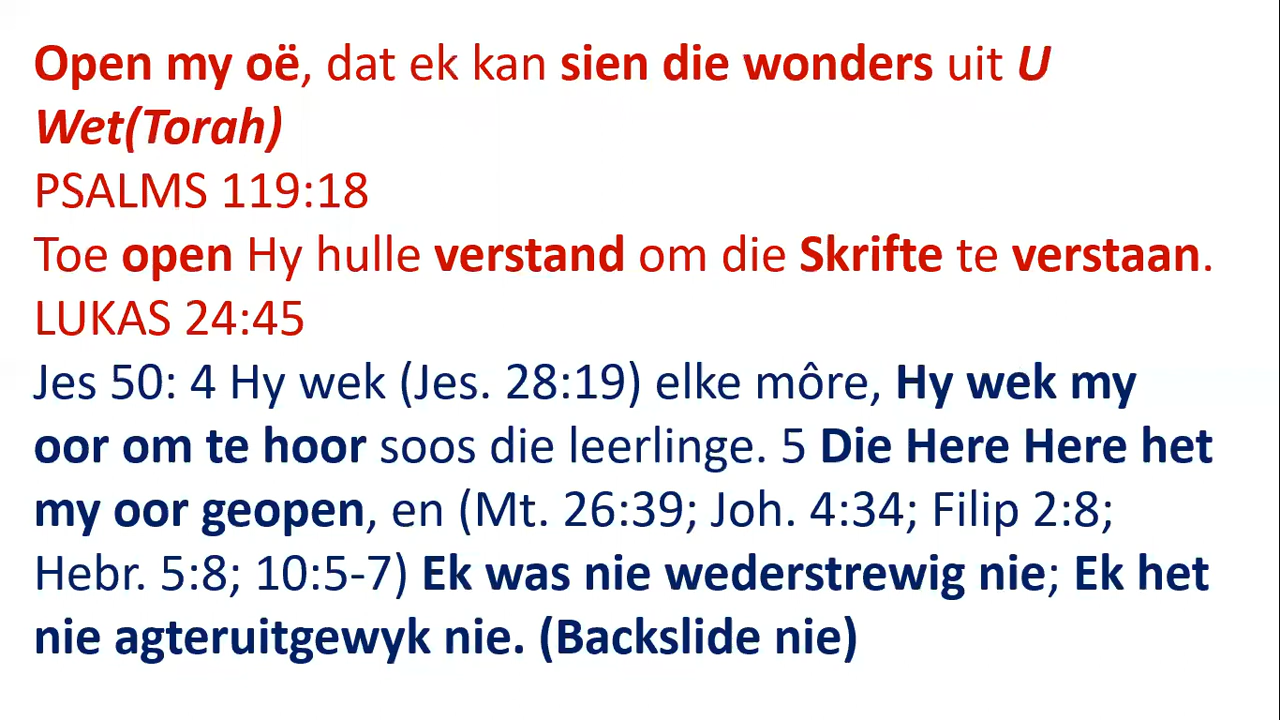 Open my oë, dat ek kan sien die wonders uit U
Wet(Torah)
PSALMS 119:18
Toe open Hy hulle verstand om die Skrifte te verstaan.
LUKAS 24:45
Jes 50: 4 Hy wek (Jes. 28:19) elke môre, Hy wek my
oor om te hoor soos die leerlinge. 5 Die Here Here het
my oor geopen, en (Mt. 26:39; Joh. 4:34; Filip 2:8;
Hebr. 5:8; 10:5-7) Ek was nie wederstrewig nie; Ek het
nie agteruitgewyk nie. (Backslide nie)